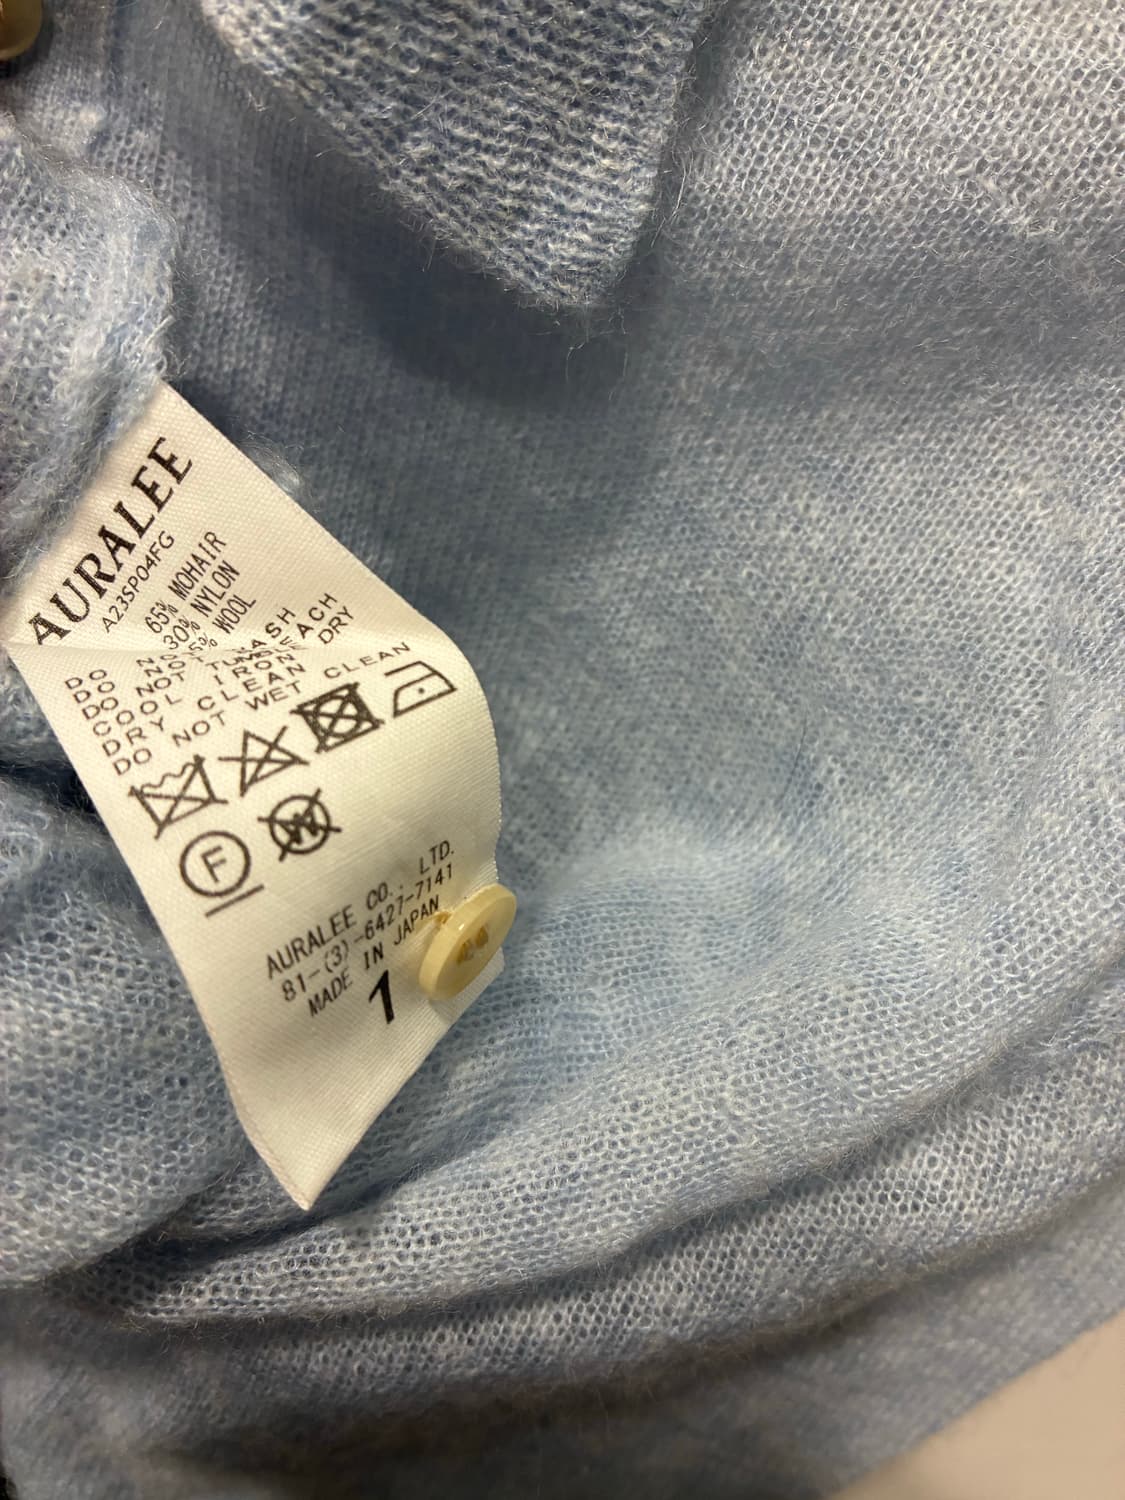 AURALEE
A23SP04FG
65% MOHAIR
30% NYLON
5% WOOL
DO NOT WASH
DO NOT BLEACH
DO NOT TUMBLE DRY
COOL IRON
DRY CLEAN
DO NOT WET CLEAN
F
W
AURALEE CO., LTD.
81-(3)-6427-7141
MADE IN JAPAN
1